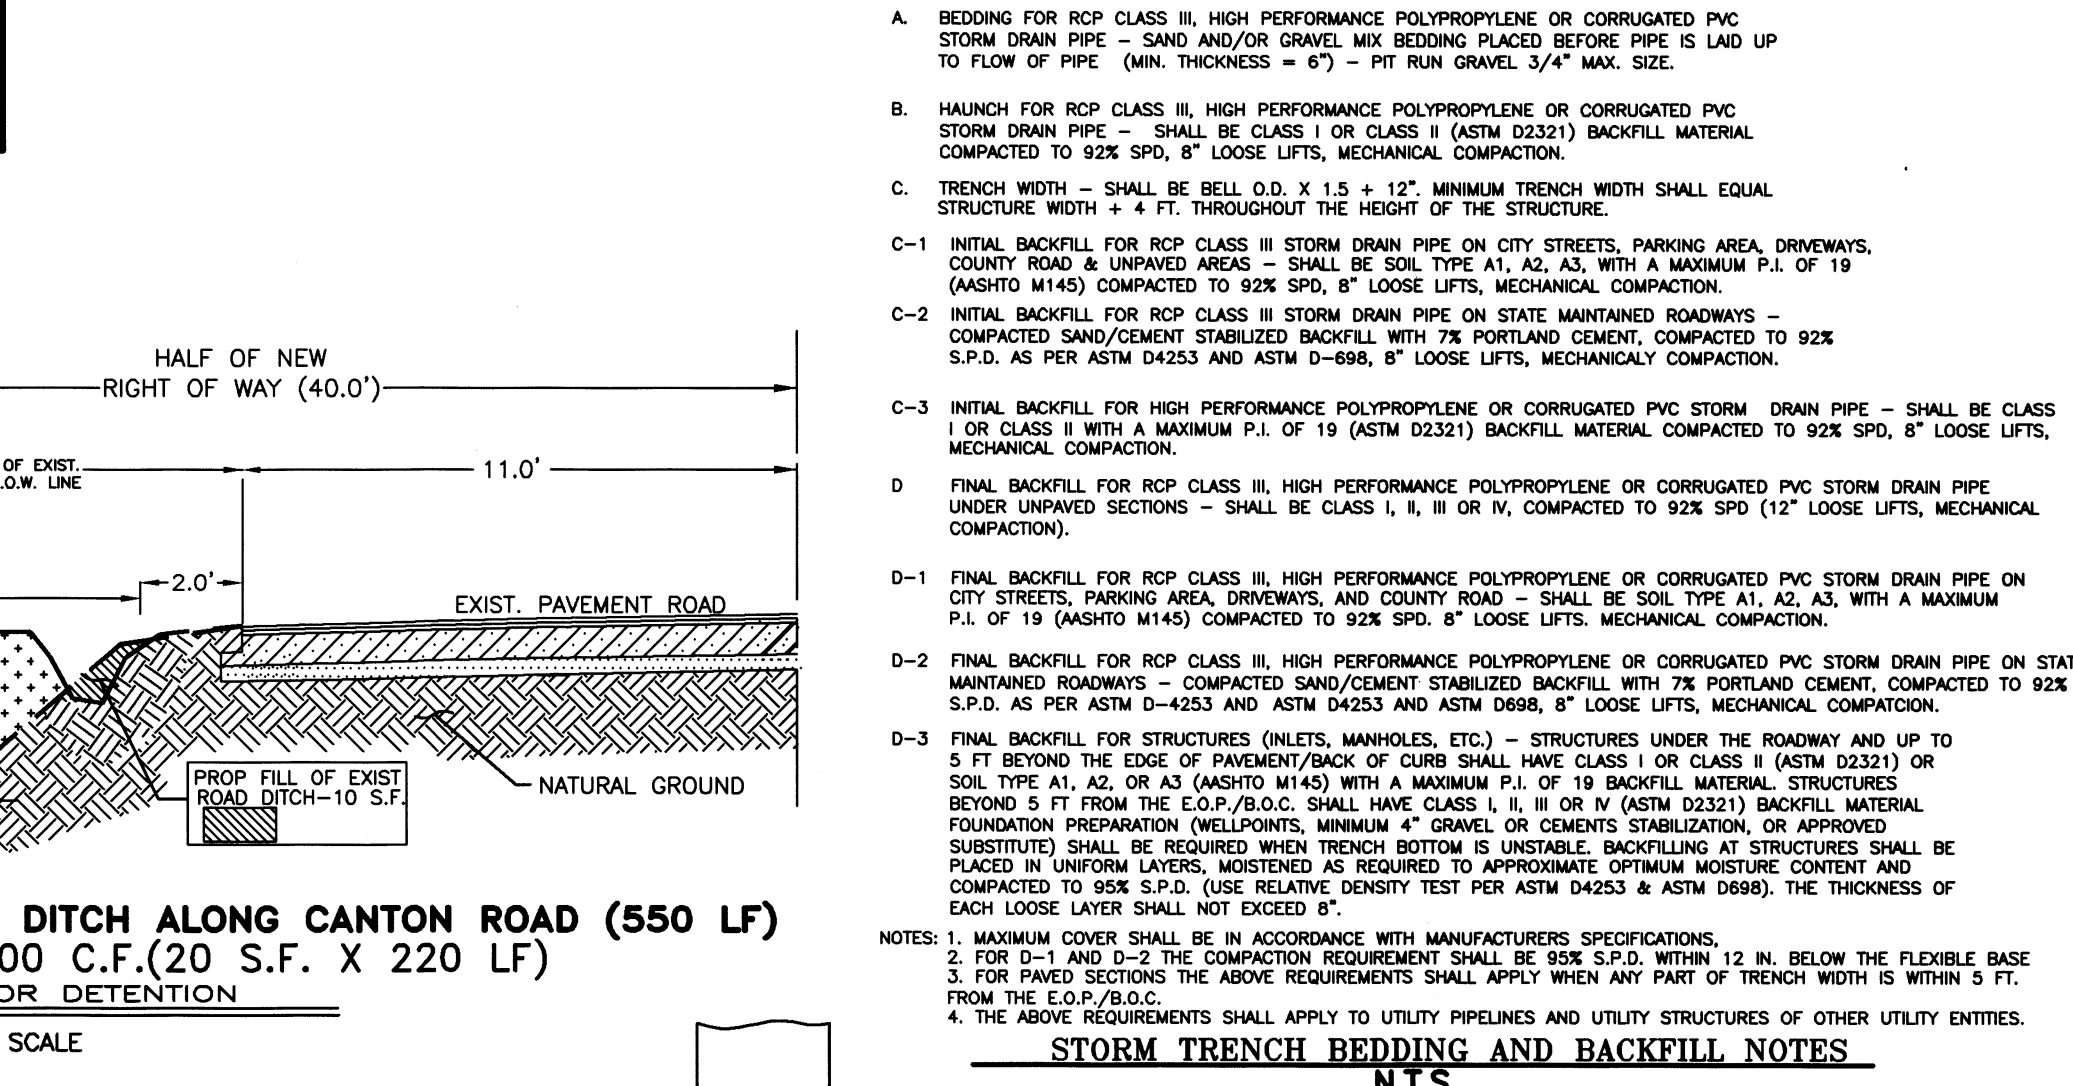 HALF OF NEW
RIGHT OF WAY (40.0')
OF EXIST.
.O.W. LINE
11.0'
2.0'
EXIST. PAVEMENT ROAD
PROP FILL OF EXIST
ROAD DITCH-10 S.F.
NATURAL GROUND
DITCH ALONG CANTON ROAD (550 LF)
00 C.F.(20 S.F. X 220 LF)
OR DETENTION
SCALE
A. BEDDING FOR RCP CLASS III, HIGH PERFORMANCE POLYPROPYLENE OR CORRUGATED PVC
STORM DRAIN PIPE – SAND AND/OR GRAVEL MIX BEDDING PLACED BEFORE PIPE IS LAID UP
TO FLOW OF PIPE (MIN. THICKNESS = 6") – PIT RUN GRAVEL 3/4" MAX. SIZE.
B. HAUNCH FOR RCP CLASS III, HIGH PERFORMANCE POLYPROPYLENE OR CORRUGATED PVC
STORM DRAIN PIPE – SHALL BE CLASS I OR CLASS II (ASTM D2321) BACKFILL MATERIAL
COMPACTED TO 92% SPD, 8" LOOSE LIFTS, MECHANICAL COMPACTION.
C. TRENCH WIDTH – SHALL BE BELL O.D. X 1.5 + 12". MINIMUM TRENCH WIDTH SHALL EQUAL
STRUCTURE WIDTH + 4 FT. THROUGHOUT THE HEIGHT OF THE STRUCTURE.
C-1 INITIAL BACKFILL FOR RCP CLASS III STORM DRAIN PIPE ON CITY STREETS, PARKING AREA, DRIVEWAYS,
COUNTY ROAD & UNPAVED AREAS – SHALL BE SOIL TYPE A1, A2, A3, WITH A MAXIMUM P.I. OF 19
(AASHTO M145) COMPACTED TO 92% SPD, 8" LOOSE LIFTS, MECHANICAL COMPACTION.
C-2 INITIAL BACKFILL FOR RCP CLASS III STORM DRAIN PIPE ON STATE MAINTAINED ROADWAYS –
COMPACTED SAND/CEMENT STABILIZED BACKFILL WITH 7% PORTLAND CEMENT, COMPACTED TO 92%
S.P.D. AS PER ASTM D4253 AND ASTM D-698, 8" LOOSE LIFTS, MECHANICALY COMPACTION.
C-3 INITIAL BACKFILL FOR HIGH PERFORMANCE POLYPROPYLENE OR CORRUGATED PVC STORM DRAIN PIPE – SHALL BE CLASS
I OR CLASS II WITH A MAXIMUM P.I. OF 19 (ASTM D2321) BACKFILL MATERIAL COMPACTED TO 92% SPD, 8" LOOSE LIFTS,
MECHANICAL COMPACTION.
D FINAL BACKFILL FOR RCP CLASS III, HIGH PERFORMANCE POLYPROPYLENE OR CORRUGATED PVC STORM DRAIN PIPE
UNDER UNPAVED SECTIONS – SHALL BE CLASS I, II, III OR IV, COMPACTED TO 92% SPD (12" LOOSE LIFTS, MECHANICAL
COMPACTION).
D-1 FINAL BACKFILL FOR RCP CLASS III, HIGH PERFORMANCE POLYPROPYLENE OR CORRUGATED PVC STORM DRAIN PIPE ON
CITY STREETS, PARKING AREA, DRIVEWAYS, AND COUNTY ROAD – SHALL BE SOIL TYPE A1, A2, A3, WITH A MAXIMUM
P.I. OF 19 (AASHTO M145) COMPACTED TO 92% SPD. 8" LOOSE LIFTS. MECHANICAL COMPACTION.
D-2 FINAL BACKFILL FOR RCP CLASS III, HIGH PERFORMANCE POLYPROPYLENE OR CORRUGATED PVC STORM DRAIN PIPE ON STAT
MAINTAINED ROADWAYS – COMPACTED SAND/CEMENT STABILIZED BACKFILL WITH 7% PORTLAND CEMENT, COMPACTED TO 92%
S.P.D. AS PER ASTM D-4253 AND ASTM D4253 AND ASTM D698, 8" LOOSE LIFTS, MECHANICAL COMPATCION.
D-3 FINAL BACKFILL FOR STRUCTURES (INLETS, MANHOLES, ETC.) – STRUCTURES UNDER THE ROADWAY AND UP TO
5 FT BEYOND THE EDGE OF PAVEMENT/BACK OF CURB SHALL HAVE CLASS I OR CLASS II (ASTM D2321) OR
SOIL TYPE A1, A2, OR A3 (AASHTO M145) WITH A MAXIMUM P.I. OF 19 BACKFILL MATERIAL. STRUCTURES
BEYOND 5 FT FROM THE E.O.P./B.O.C. SHALL HAVE CLASS I, II, III OR IV (ASTM D2321) BACKFILL MATERIAL
FOUNDATION PREPARATION (WELLPOINTS, MINIMUM 4" GRAVEL OR CEMENTS STABILIZATION, OR APPROVED
SUBSTITUTE) SHALL BE REQUIRED WHEN TRENCH BOTTOM IS UNSTABLE. BACKFILLING AT STRUCTURES SHALL BE
PLACED IN UNIFORM LAYERS, MOISTENED AS REQUIRED TO APPROXIMATE OPTIMUM MOISTURE CONTENT AND
COMPACTED TO 95% S.P.D. (USE RELATIVE DENSITY TEST PER ASTM D4253 & ASTM D698). THE THICKNESS OF
EACH LOOSE LAYER SHALL NOT EXCEED 8".
NOTES: 1. MAXIMUM COVER SHALL BE IN ACCORDANCE WITH MANUFACTURERS SPECIFICATIONS,
2. FOR D-1 AND D-2 THE COMPACTION REQUIREMENT SHALL BE 95% S.P.D. WITHIN 12 IN. BELOW THE FLEXIBLE BASE
3. FOR PAVED SECTIONS THE ABOVE REQUIREMENTS SHALL APPLY WHEN ANY PART OF TRENCH WIDTH IS WITHIN 5 FT.
FROM THE E.O.P./B.O.C.
4. THE ABOVE REQUIREMENTS SHALL APPLY TO UTILITY PIPELINES AND UTILITY STRUCTURES OF OTHER UTILITY ENTITIES.
STORM TRENCH BEDDING AND BACKFILL NOTES
N.T.S.